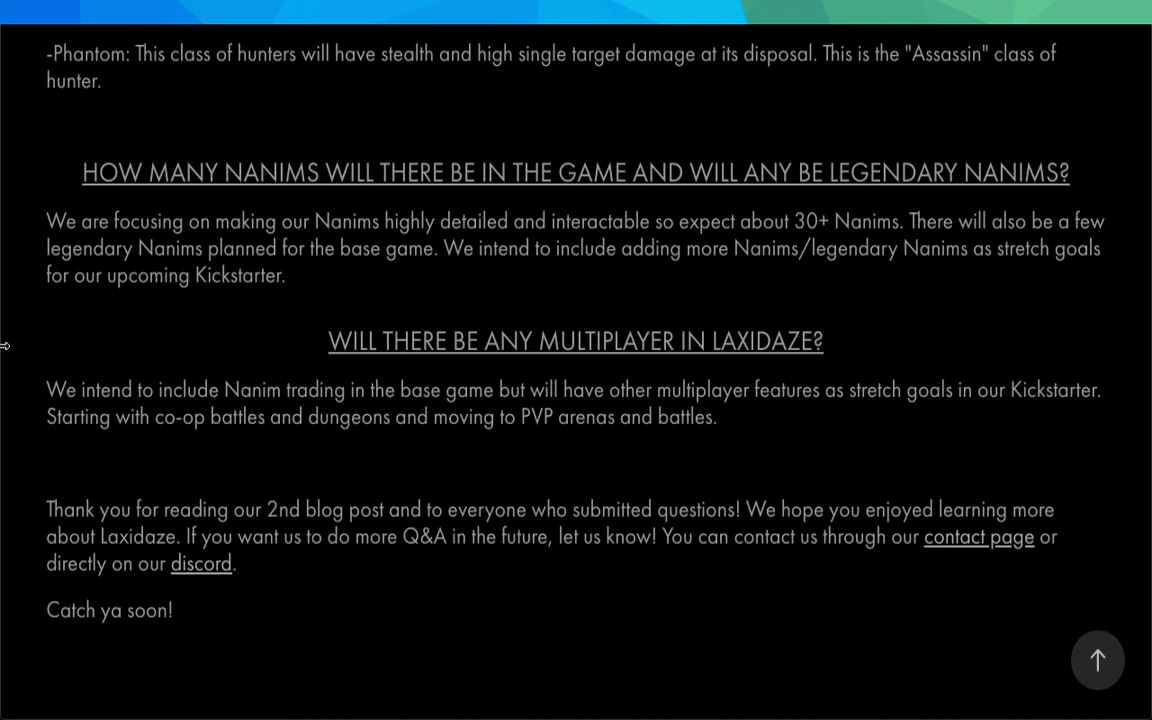 -Phantom: This class of hunters will have stealth and high single target damage at its disposal. This is the "Assassin" class of
hunter.
HOW MANY NANIMS WILL THERE BE IN THE GAME AND WILL ANY BE LEGENDARY NANIMS?
We are focusing on making our Nanims highly detailed and interactable so expect about 30+ Nanims. There will also be a few
legendary Nanims planned for the base game. We intend to include adding more Nanims/legendary Nanims as stretch goals
for our upcoming Kickstarter.
WILL THERE BE ANY MULTIPLAYER IN LAXIDAZE?
We intend to include Nanim trading in the base game but will have other multiplayer features as stretch goals in our Kickstarter.
Starting with co-op battles and dungeons and moving to PVP arenas and battles.
Thank you for reading our 2nd blog post and to everyone who submitted questions! We hope you enjoyed learning more
about Laxidaze. If you want us to do more Q&A in the future, let us know! You can contact us through our contact page or
directly on our discord.
Catch ya soon!